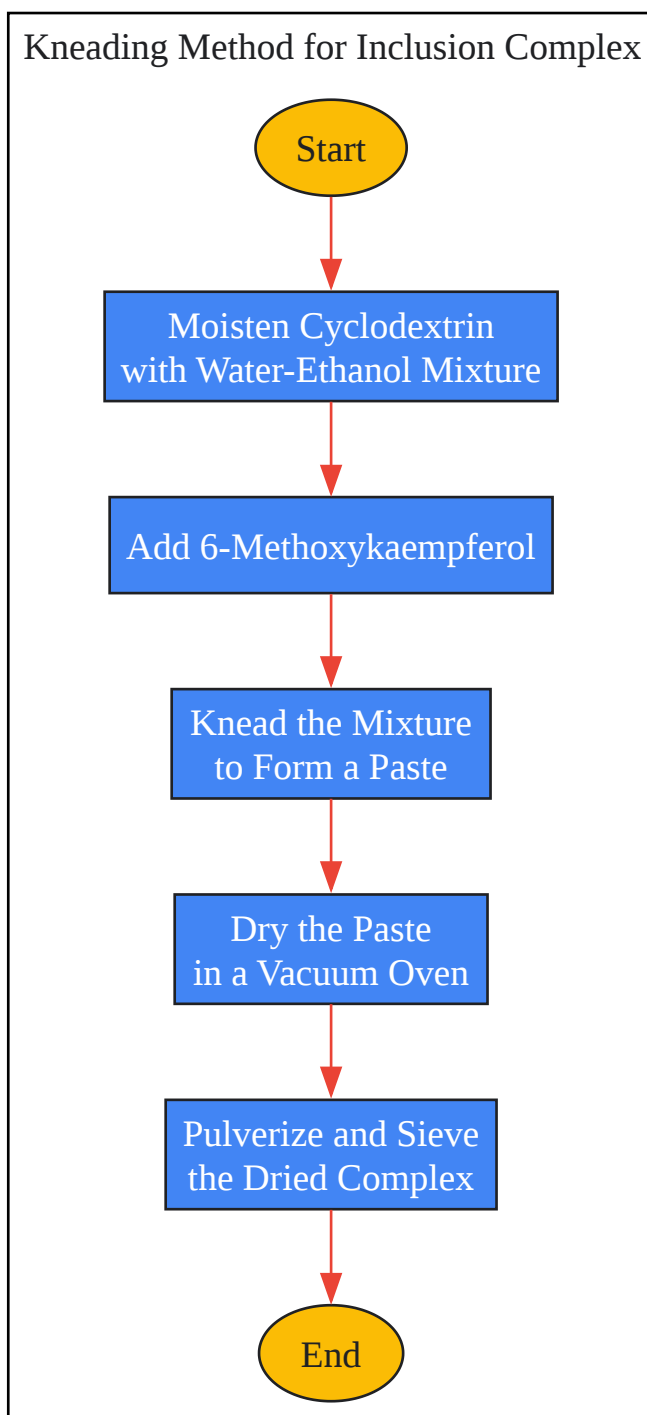 Kneading Method for Inclusion Complex
Start
Moisten Cyclodextrin
with Water-Ethanol Mixture
Add 6-Methoxykaempferol
Knead the Mixture
to Form a Paste
Dry the Paste
in a Vacuum Oven
Pulverize and Sieve
the Dried Complex
End